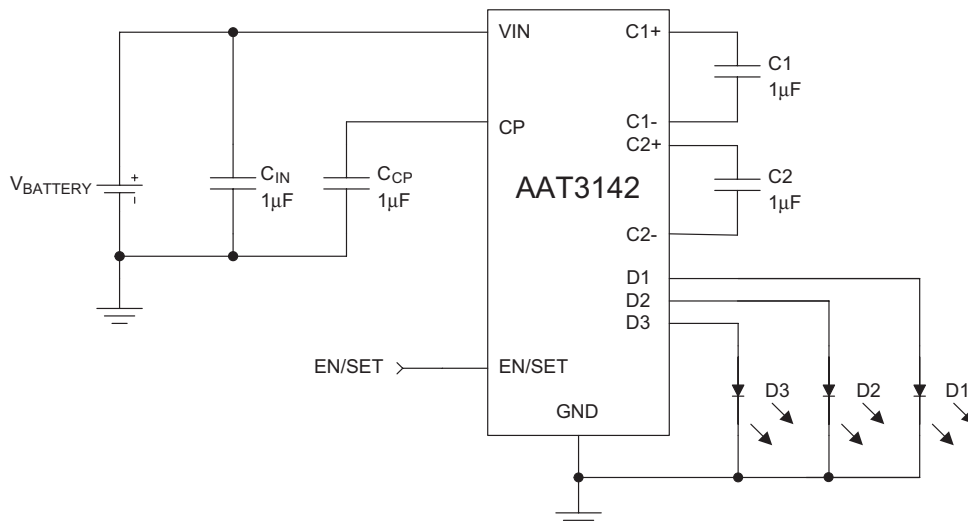 VIN
C1+
C1
1μF
CP
C1-
C2+
VBATTERY
+
-
CIN
1μF
CCP
1μF
AAT3142
C2
1μF
C2-
D1
D2
D3
EN/SET
EN/SET
D3
D2
D1
GND